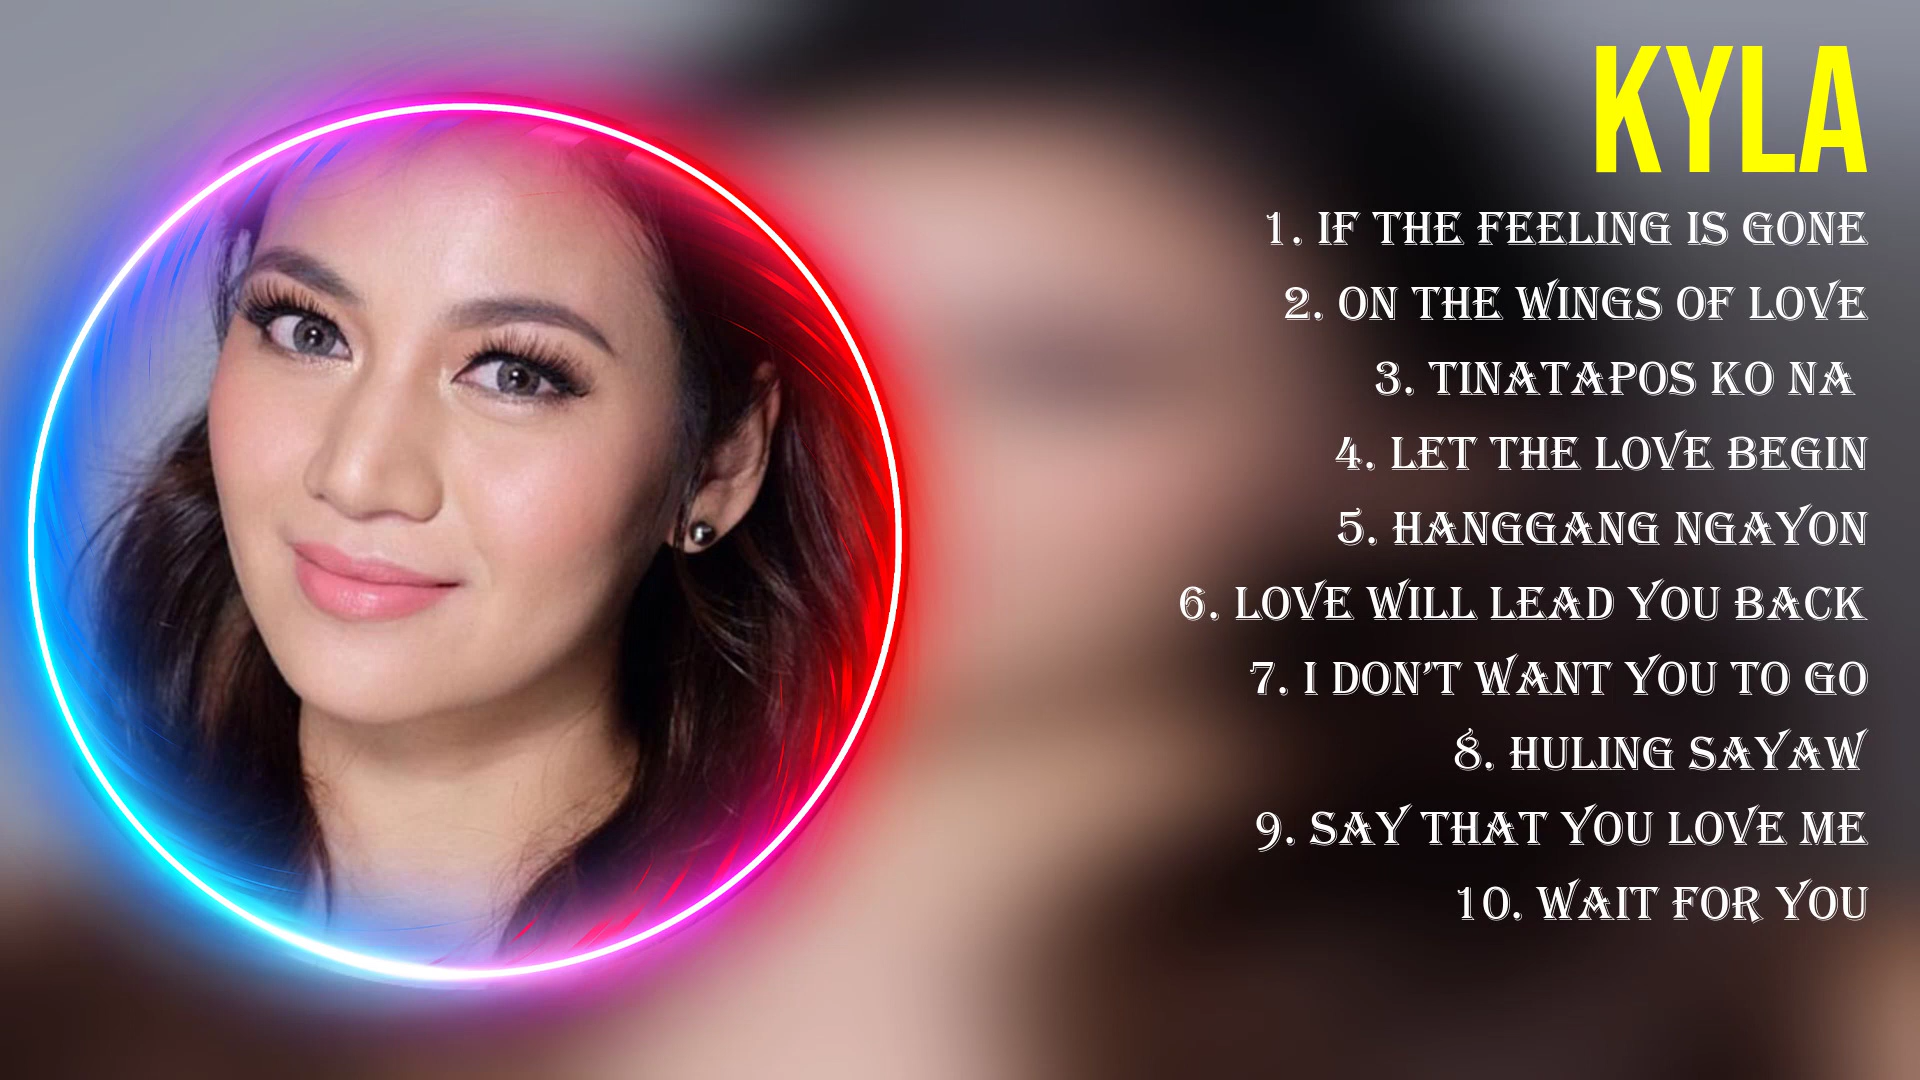 KYLA
1. IF THE FEELING IS GONE
2. ON THE WINGS OF LOVE
3. TINATAPOS KO NA
4. LET THE LOVE BEGIN
5. HANGGANG NGAYON
6. LOVE WILL LEAD YOU BACK
7. I DON’T WANT YOU TO GO
8. HULING SAYAW
9. SAY THAT YOU LOVE ME
10. WAIT FOR YOU